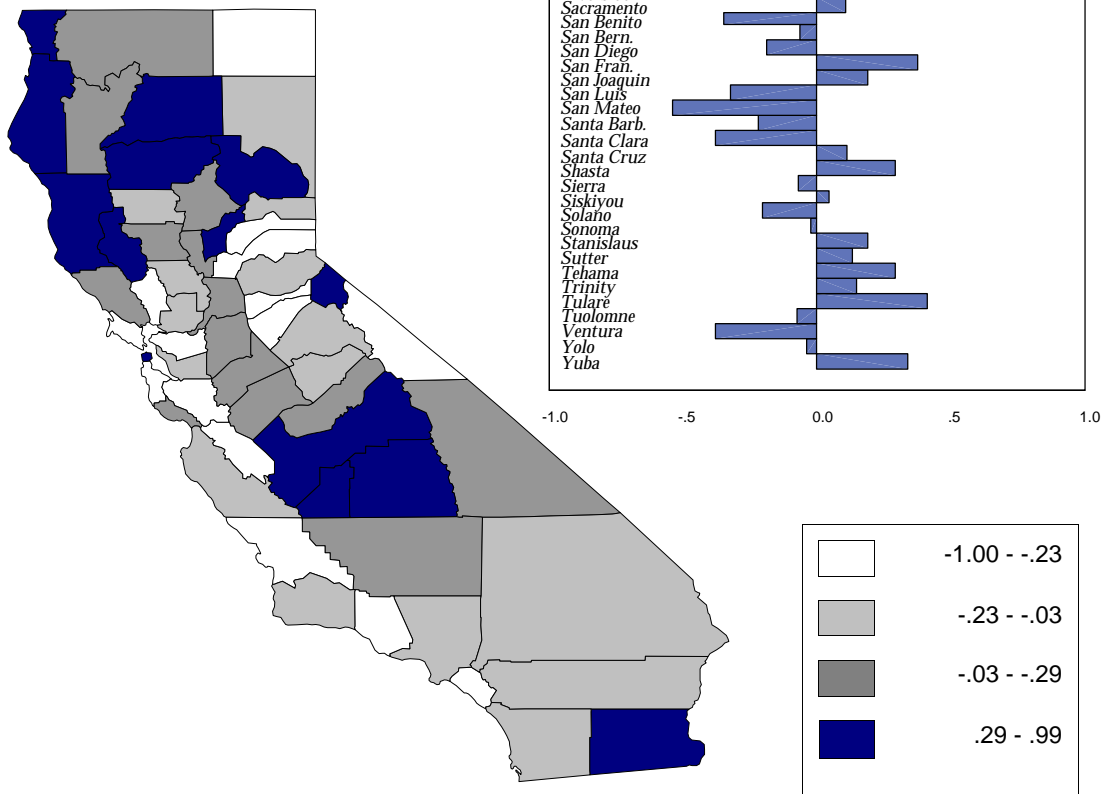 Sacramento
San Benito
San Bern.
San Diego
San Fran.
San Joaquin
San Luis
San Mateo
Santa Barb.
Santa Clara
Santa Cruz
Shasta
Sierra
Siskiyou
Solano
Sonoma
Stanislaus
Sutter
Tehama
Trinity
Tulare
Tuolomne
Ventura
Yolo
Yuba
-1.0 -.5 0.0 .5 1.0
-1.00 - -.23
-.23 - -.03
-.03 - -.29
.29 - .99